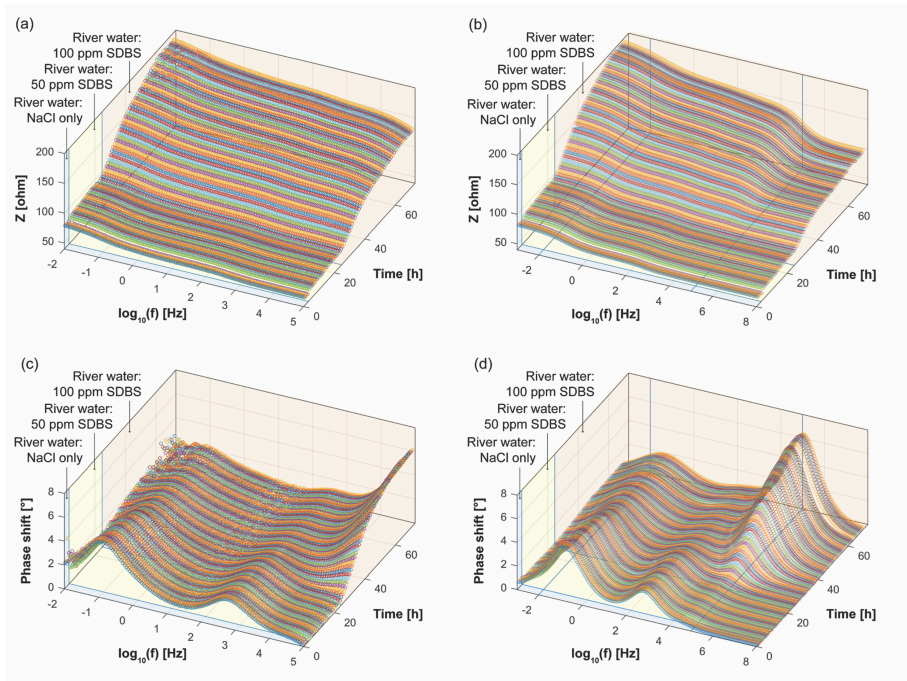 (a)
River water:
100 ppm SDBS
River water:
50 ppm SDBS
River water:
NaCl only
200
150
100
50
Z [ohm]
-2
-1
0
1
2
3
4
5
log10(f) [Hz]
0
20
40
60
Time [h]
(b)
River water:
100 ppm SDBS
River water:
50 ppm SDBS
River water:
NaCl only
200
150
100
50
Z [ohm]
-2
0
2
4
6
8
log10(f) [Hz]
0
20
40
60
Time [h]
(c)
River water:
100 ppm SDBS
River water:
50 ppm SDBS
River water:
NaCl only
8
6
4
2
0
Phase shift [°]
-2
-1
0
1
2
3
4
5
log10(f) [Hz]
0
20
40
60
Time [h]
(d)
River water:
100 ppm SDBS
River water:
50 ppm SDBS
River water:
NaCl only
8
6
4
2
0
Phase shift [°]
-2
0
2
4
6
8
log10(f) [Hz]
0
20
40
60
Time [h]